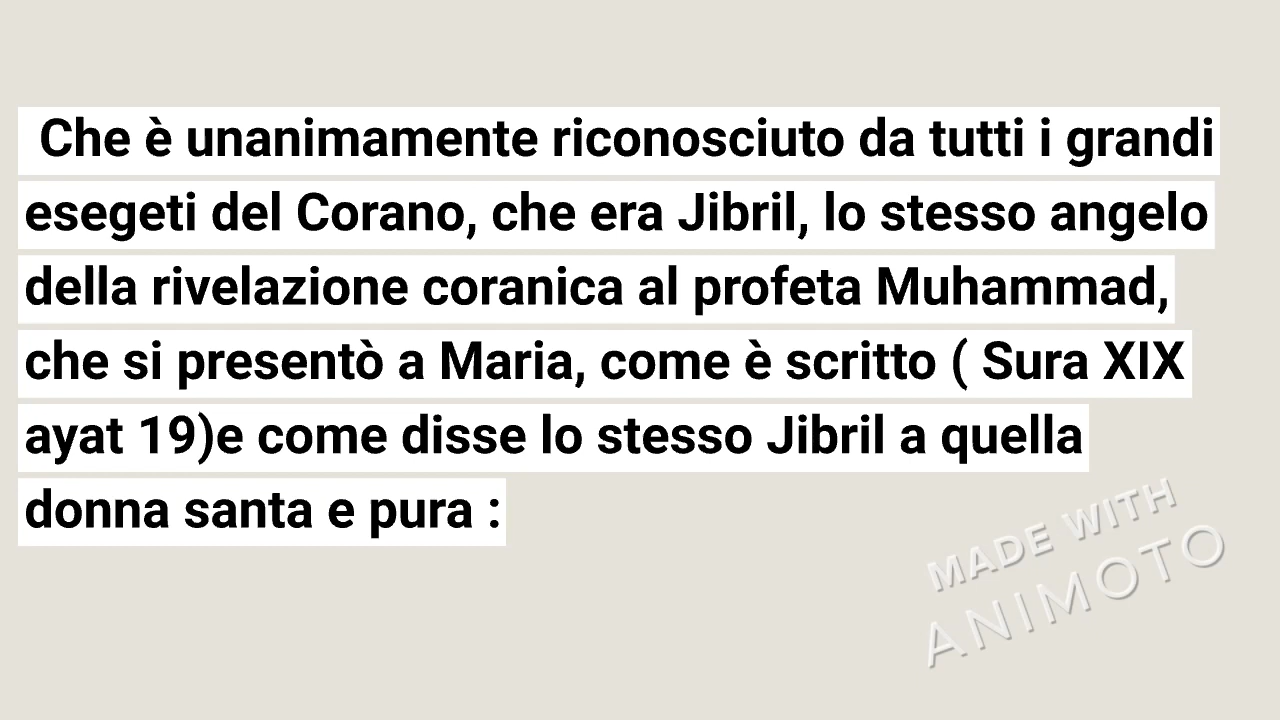 Che è unanimamente riconosciuto da tutti i grandi
esegeti del Corano, che era Jibril, lo stesso angelo
della rivelazione coranica al profeta Muhammad,
che si presentò a Maria, come è scritto ( Sura XIX
ayat 19)e come disse lo stesso Jibril a quella
donna santa e pura :
MADE WITH
ANIMOTO